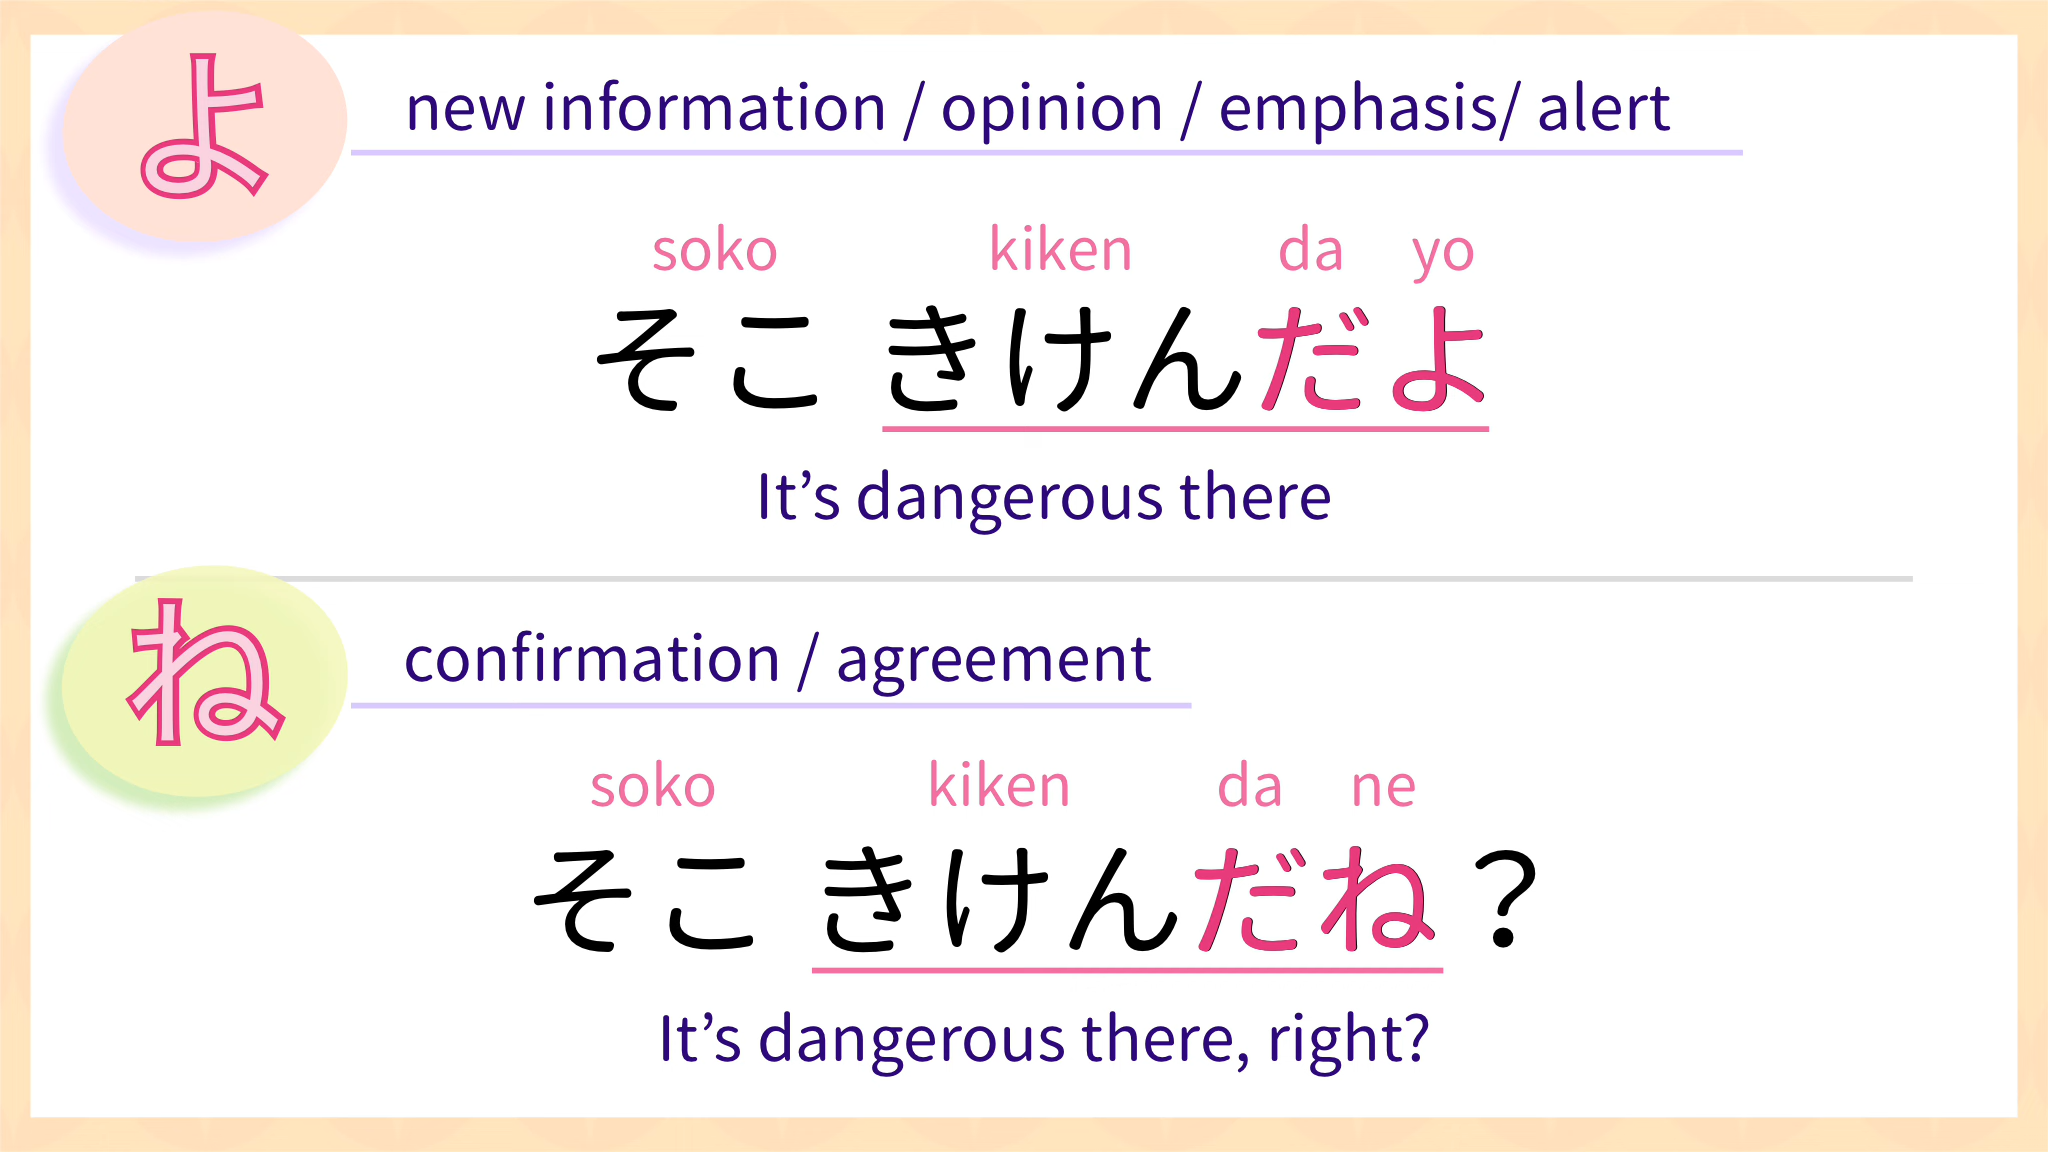 よ
new information / opinion / emphasis/ alert
soko kiken da yo
そこ きけんだよ
It’s dangerous there
ね
confirmation / agreement
soko kiken da ne
そこ きけんだね？
It’s dangerous there, right?